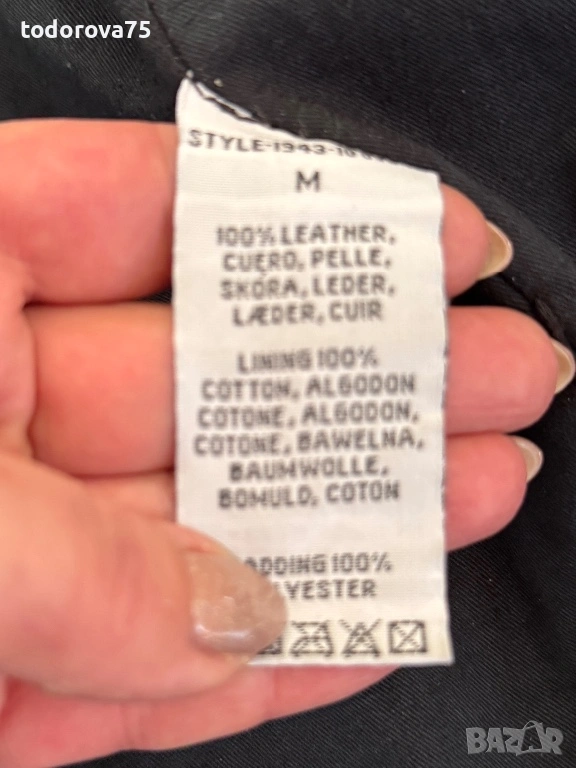 todorova75
M
100% LEATHER,
CUERO, PELLE,
SKÓRA, LEDER,
LÆDER, CUIR
LINING 100%
COTTON, ALGODON
COTONE, ALGODON,
COTONE, BAWELNA,
BAUMWOLLE,
BOMULD, COTON
ADDING 100%
YESTER
BAZAR